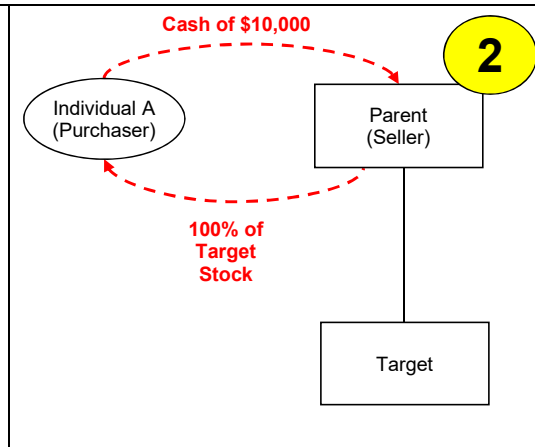 Cash of $10,000
2
Individual A
(Purchaser)
Parent
(Seller)
100% of
Target
Stock
Target